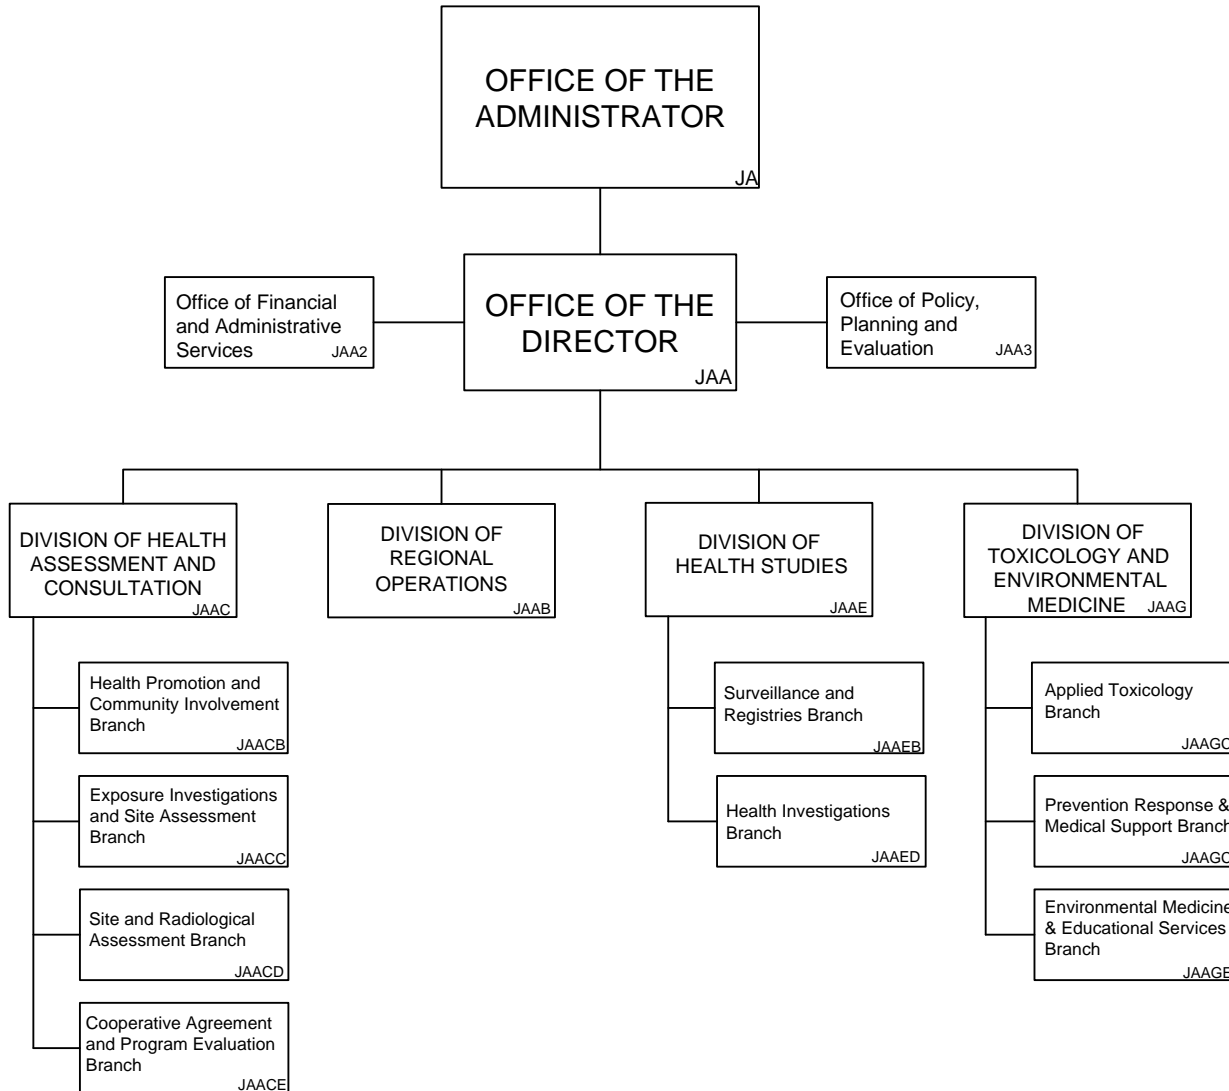 OFFICE OF THE
ADMINISTRATOR
JA
Office of Financial
and Administrative
Services JAA2
OFFICE OF THE
DIRECTOR
JAA
Office of Policy,
Planning and
Evaluation JAA3
DIVISION OF HEALTH
ASSESSMENT AND
CONSULTATION
JAAC
DIVISION OF
REGIONAL
OPERATIONS
JAAB
DIVISION OF
HEALTH STUDIES
JAAE
DIVISION OF
TOXICOLOGY AND
ENVIRONMENTAL
MEDICINE JAAG
Health Promotion and
Community Involvement
Branch
JAACB
Exposure Investigations
and Site Assessment
Branch
JAACC
Site and Radiological
Assessment Branch
JAACD
Cooperative Agreement
and Program Evaluation
Branch
JAACE
Surveillance and
Registries Branch
JAAEB
Health Investigations
Branch
JAAED
Applied Toxicology
Branch
Prevention Response &
Medical Support Branch
Environmental Medicine
& Educational Services
Branch
JAAGE